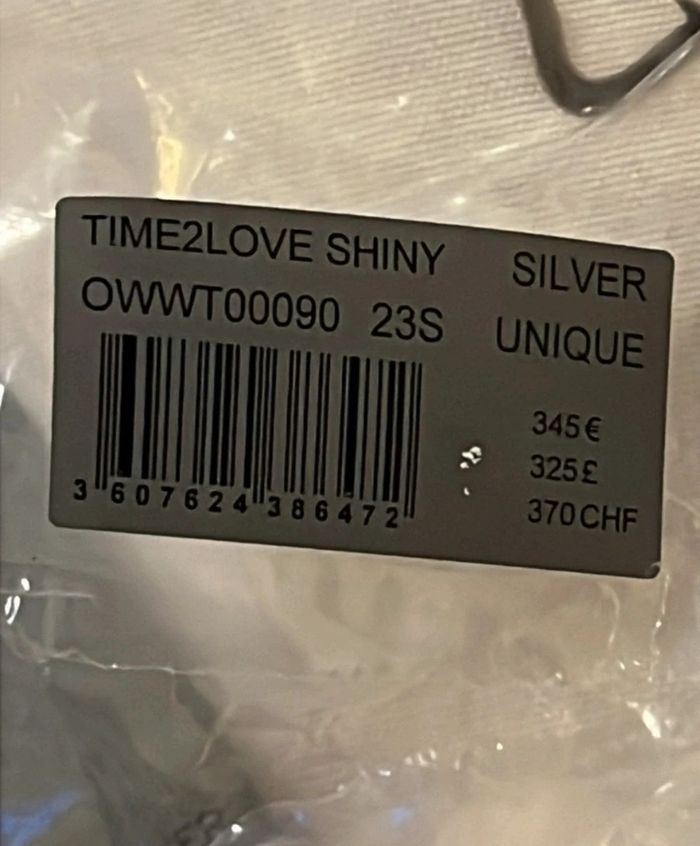 TIME2LOVE SHINY SILVER
OWWT00090 23S UNIQUE
345€
325£
370CHF
3 607624 386472